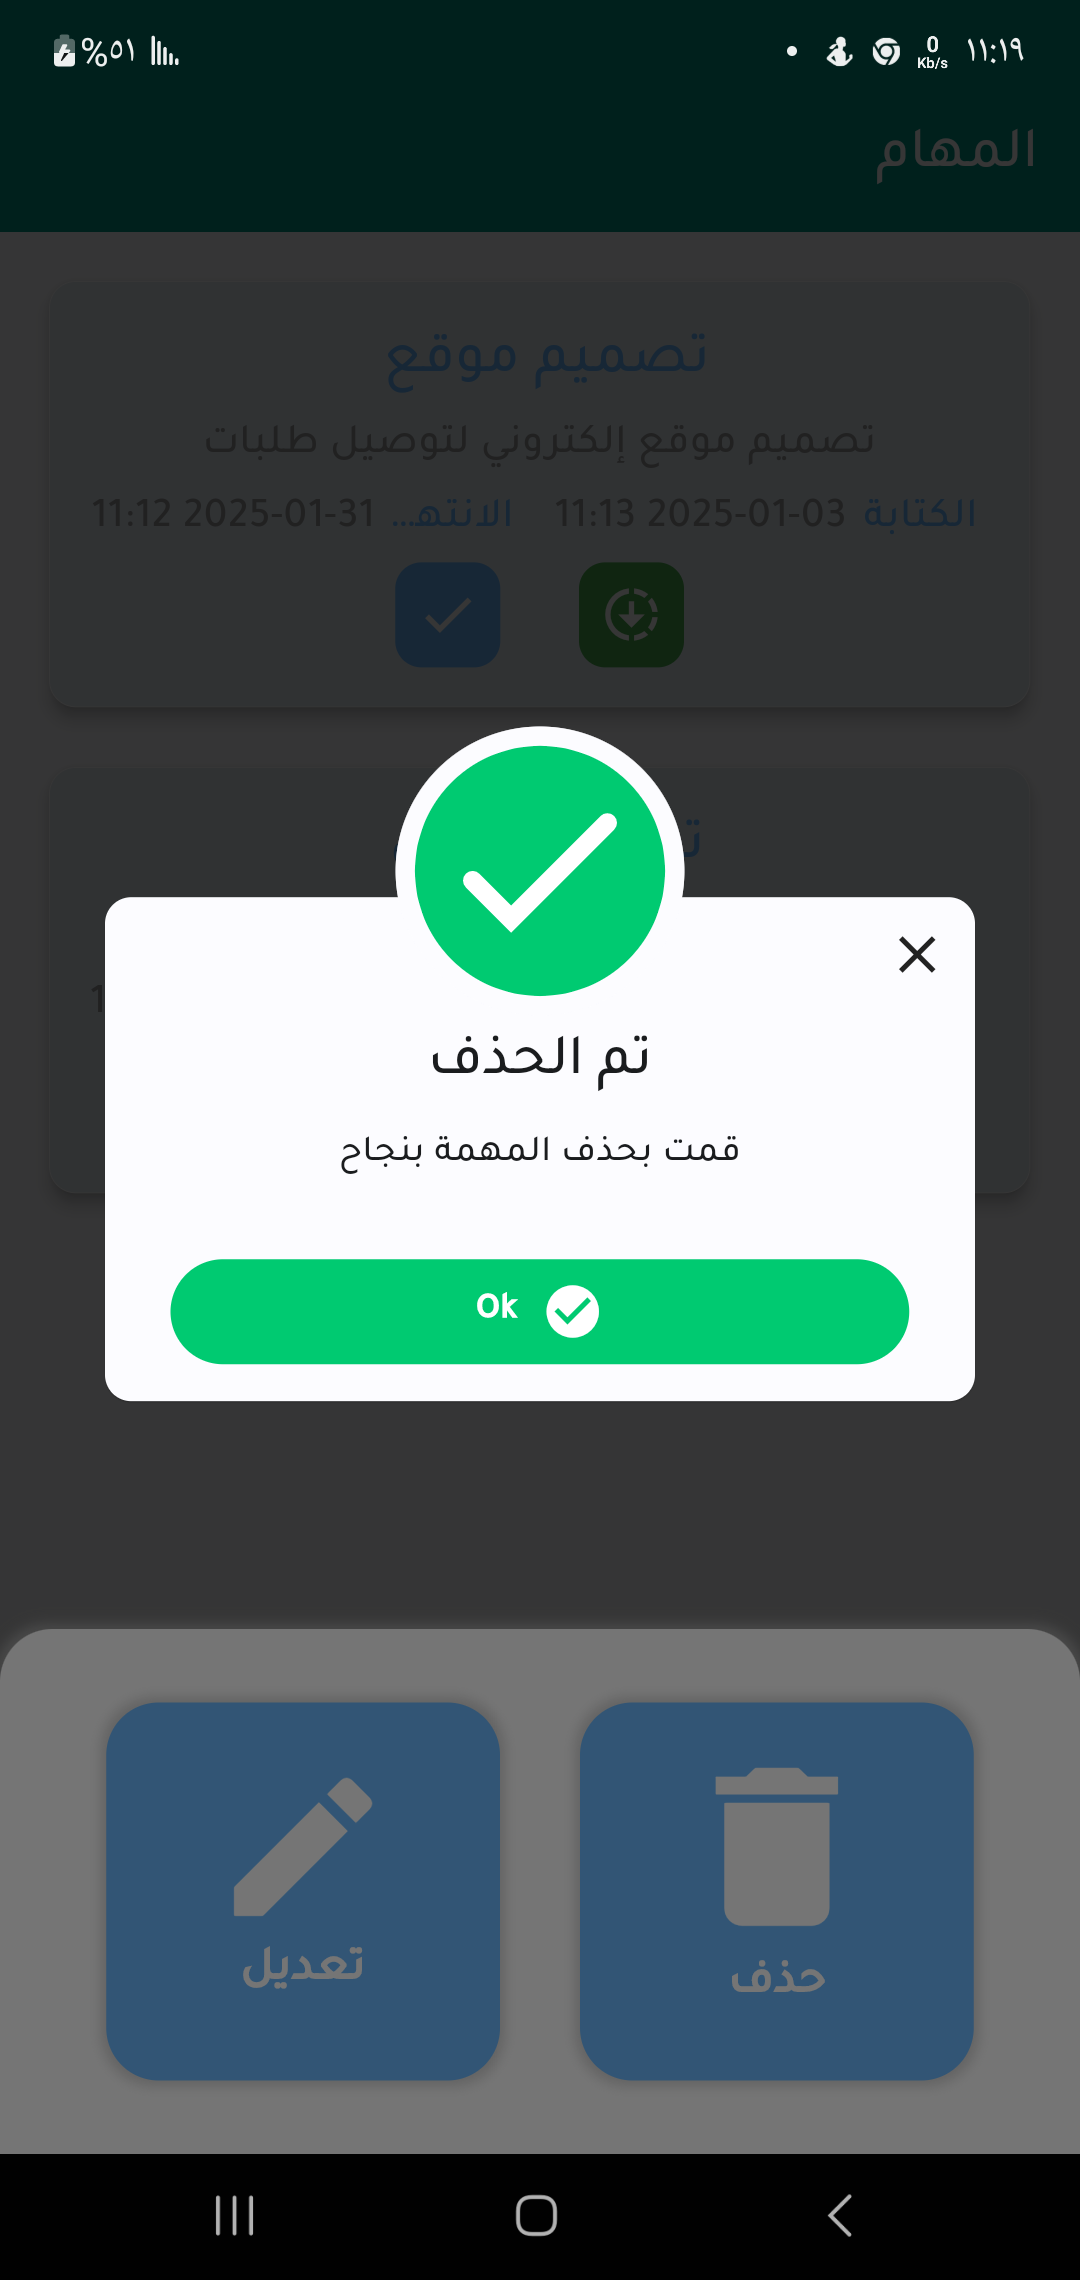 ١١:١٩ 0 Kb/s %٥١
المهام
تصميم موقع
تصميم موقع إلكتروني لتوصيل طلبات
الكتابة 2025-01-03 11:13 الانتهـ... 2025-01-31 11:12
تم الحذف
قمت بحذف المهمة بنجاح
Ok
حذف
تعديل